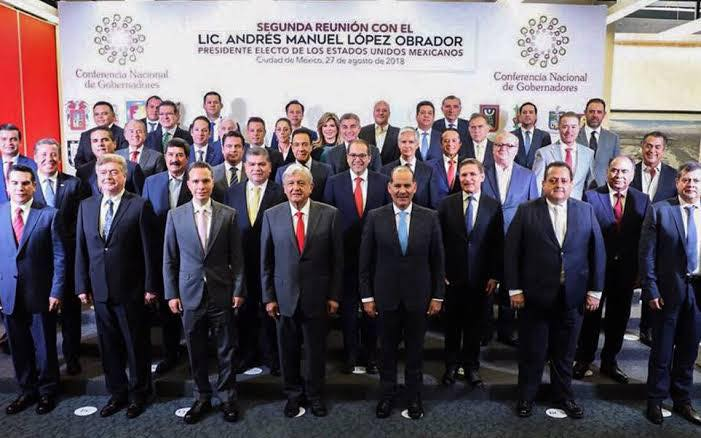 SEGUNDA REUNIÓN CON EL
LIC. ANDRÉS MANUEL LÓPEZ OBRADOR
PRESIDENTE ELECTO DE LOS ESTADOS UNIDOS MEXICANOS
Ciudad de México, 27 de agosto de 2018
Conferencia Nacional
de Gobernadores
Conferencia Nacional
de Gobernadores